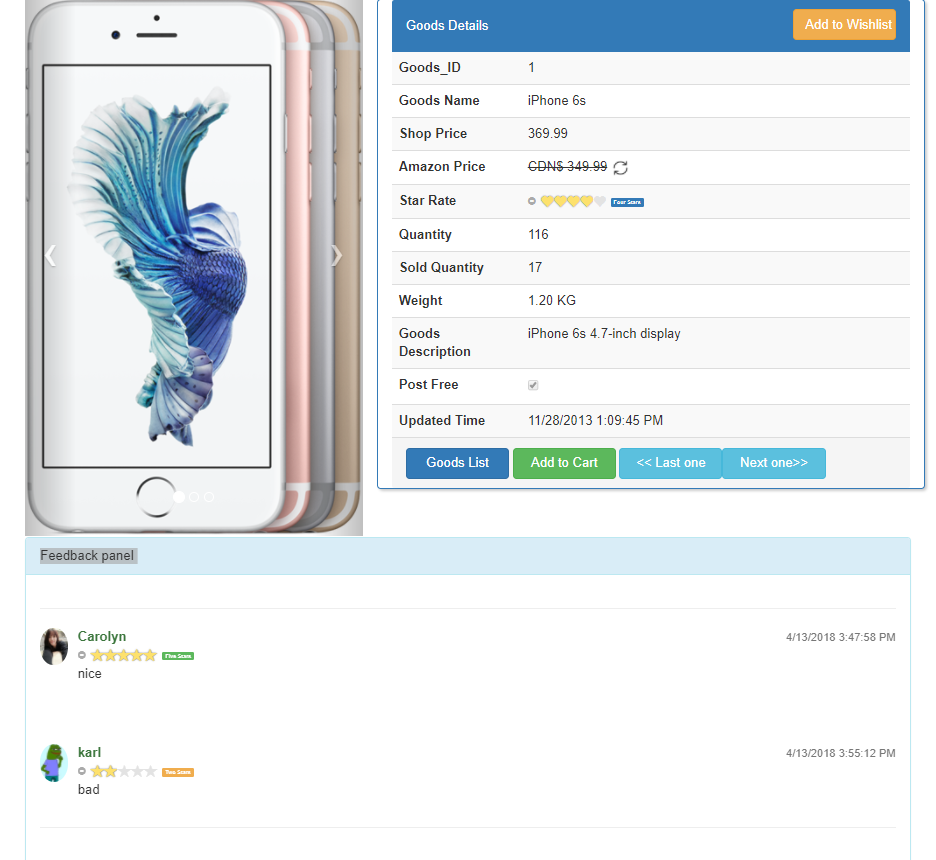 Goods Details
Add to Wishlist
Goods_ID 1
Goods Name iPhone 6s
Shop Price 369.99
Amazon Price CDN$ 349.99
Star Rate Four Stars
Quantity 116
Sold Quantity 17
Weight 1.20 KG
Goods Description iPhone 6s 4.7-inch display
Post Free
Updated Time 11/28/2013 1:09:45 PM
Goods List Add to Cart << Last one Next one>>
Feedback panel
Carolyn 4/13/2018 3:47:58 PM
Five Stars
nice
karl 4/13/2018 3:55:12 PM
Two Stars
bad